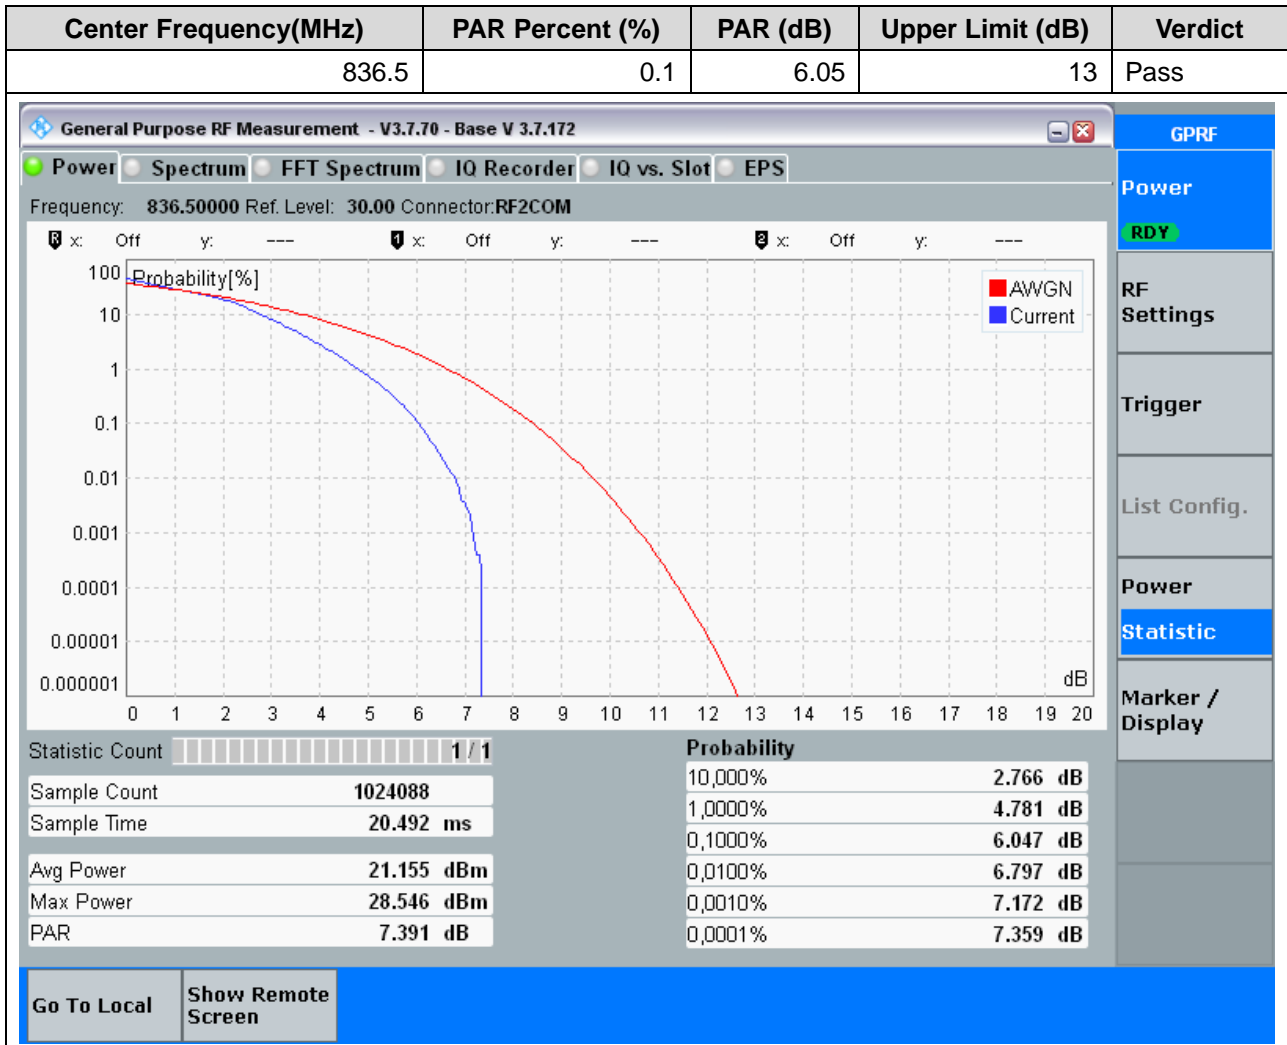 Center Frequency(MHz) PAR Percent (%) PAR (dB) Upper Limit (dB) Verdict
836.5 0.1 6.05 13 Pass
General Purpose RF Measurement - V3.7.70 - Base V 3.7.172
GPRF
Power Spectrum FFT Spectrum IQ Recorder IQ vs. Slot EPS
Power
RDY
Frequency: 836.50000 Ref. Level: 30.00 Connector:RF2COM
R x: Off y: --- 1 x: Off y: --- 2 x: Off y: ---
Probability[%]
AWGN
Current
100
10
1
0.1
0.01
0.001
0.0001
0.00001
0.000001
dB
0 1 2 3 4 5 6 7 8 9 10 11 12 13 14 15 16 17 18 19 20
RF
Settings
Trigger
List Config.
Power
Statistic
Marker /
Display
Statistic Count 1 / 1
Sample Count 1024088
Sample Time 20.492 ms
Avg Power 21.155 dBm
Max Power 28.546 dBm
PAR 7.391 dB
Probability
10,000% 2.766 dB
1,0000% 4.781 dB
0,1000% 6.047 dB
0,0100% 6.797 dB
0,0010% 7.172 dB
0,0001% 7.359 dB
Go To Local
Show Remote
Screen